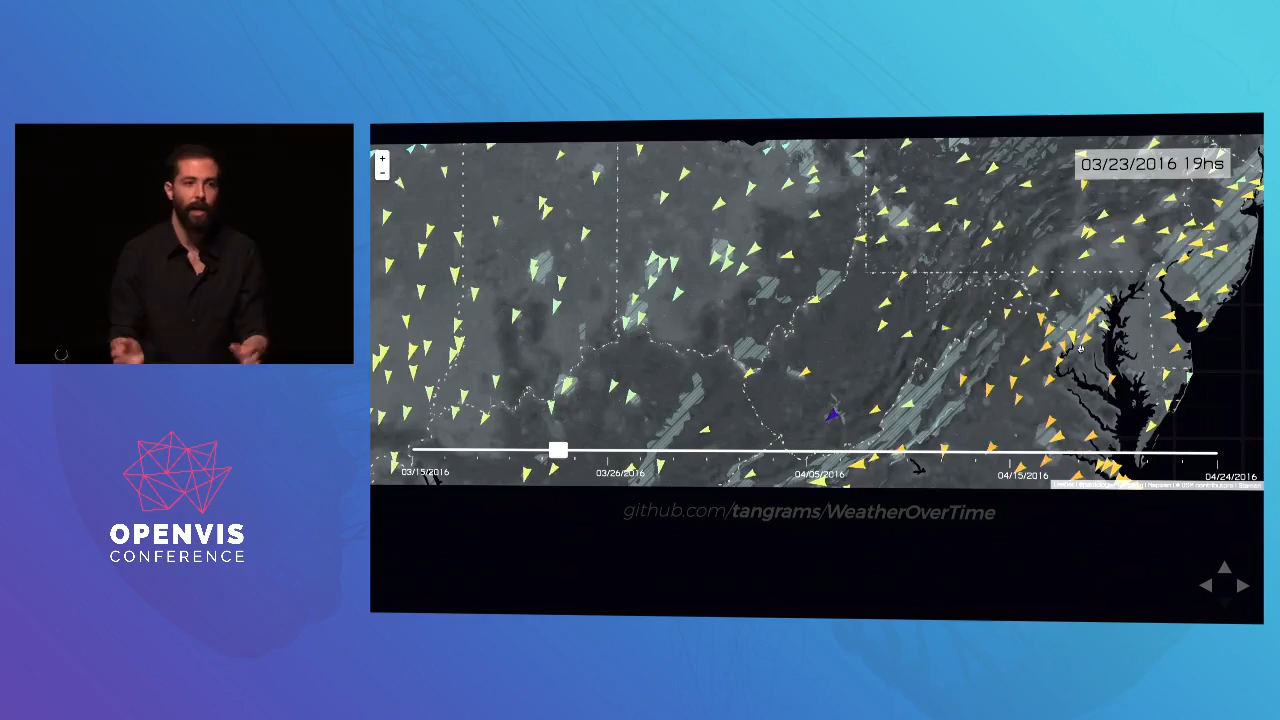 +
-
03/23/2016 19hs
03/15/2016
03/26/2016
04/05/2016
04/15/2016
04/24/2016
github.com/tangrams/WeatherOverTime
OPENVIS
CONFERENCE